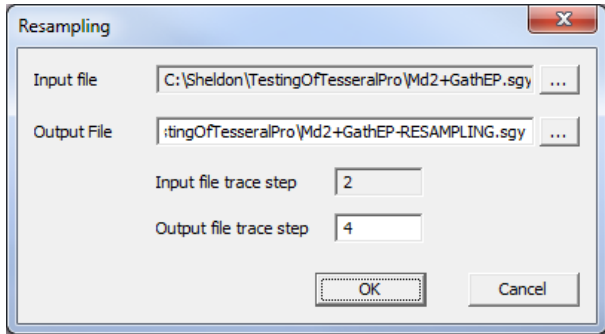 Resampling
Input file C:\Sheldon\TestingOfTesseralPro\Md2+GathEP.sgy ...
Output File stingOfTesseralPro\Md2+GathEP-RESAMPLING.sgy ...
Input file trace step 2
Output file trace step 4
OK Cancel